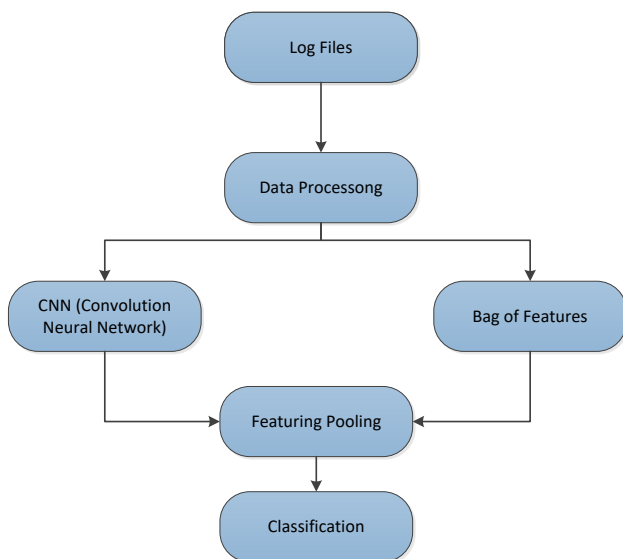 Log Files
Data Processong
CNN (Convolution
Neural Network)
Bag of Features
Featuring Pooling
Classification